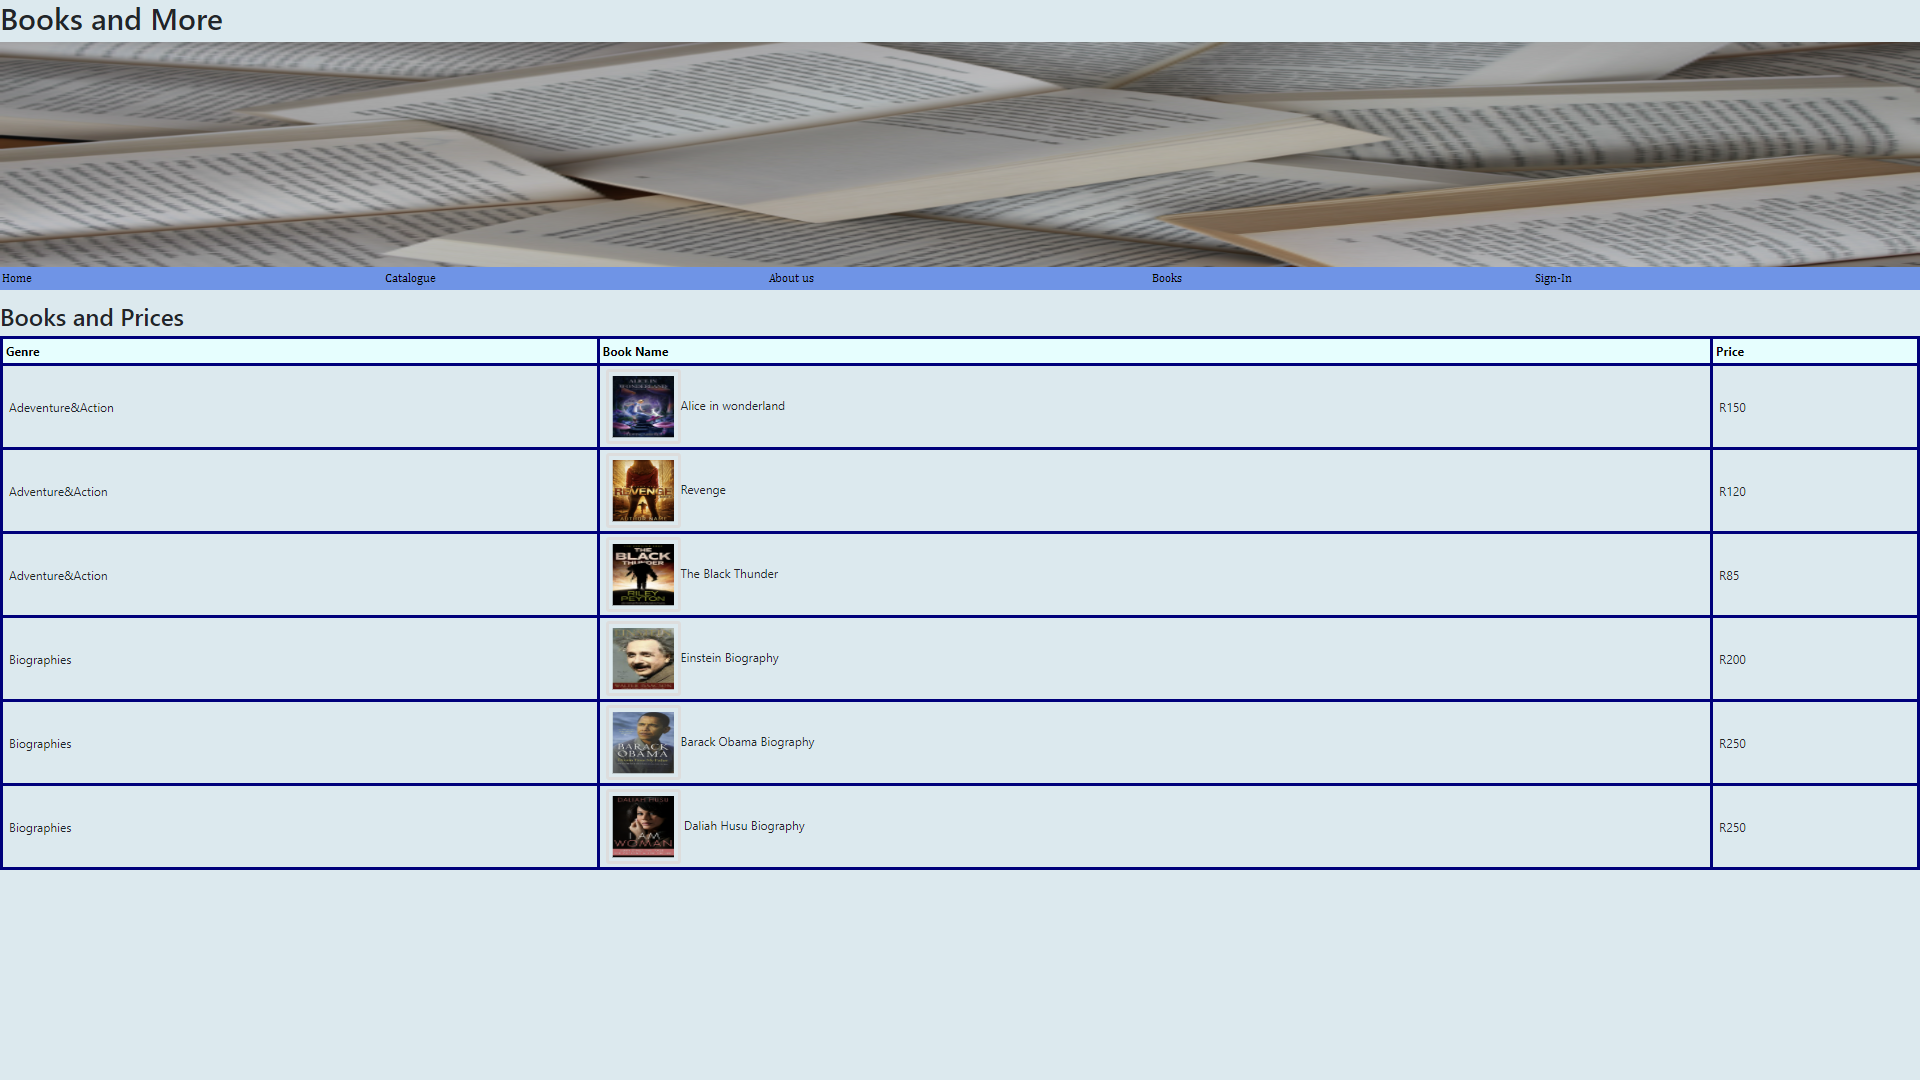 Books and More
Home Catalogue About us Books Sign-In
Books and Prices
Genre Book Name Price
Adeventure&Action Alice in wonderland R150
ALICE IN
WONDERLAND
Adventure&Action Revenge R120
REVENGE
AUTHOR NAME
Adventure&Action The Black Thunder R85
THE
BLACK
THUNDER
RILEY
PEYTON
Biographies Einstein Biography R200
Biographies Barack Obama Biography R250
BARACK
OBAMA
Biographies Daliah Husu Biography R250
DALIAH HUSU
I AM
WOMAN